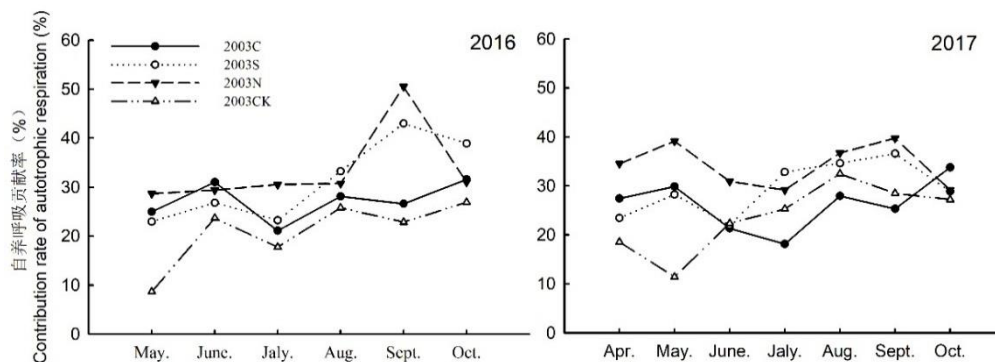 自养呼吸贡献率（%）
Contribution rate of autotrophic respiration (%)
60
50
40
30
20
10
0
2003C
2003S
2003N
2003CK
2016
May.
June.
Jaly.
Aug.
Sept.
Oct.
60
50
40
30
20
10
0
2017
Apr.
May.
June.
Jaly.
Aug.
Sept.
Oct.